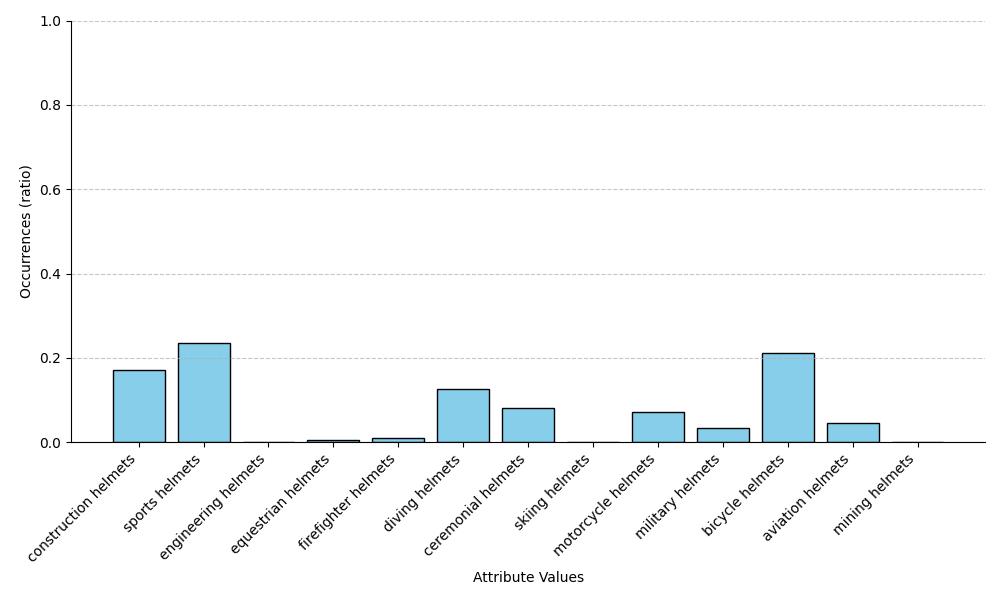 1.0
0.8
0.6
0.4
0.2
0.0
Occurrences (ratio)
construction helmets
sports helmets
engineering helmets
equestrian helmets
firefighter helmets
diving helmets
ceremonial helmets
skiing helmets
motorcycle helmets
military helmets
bicycle helmets
aviation helmets
mining helmets
Attribute Values